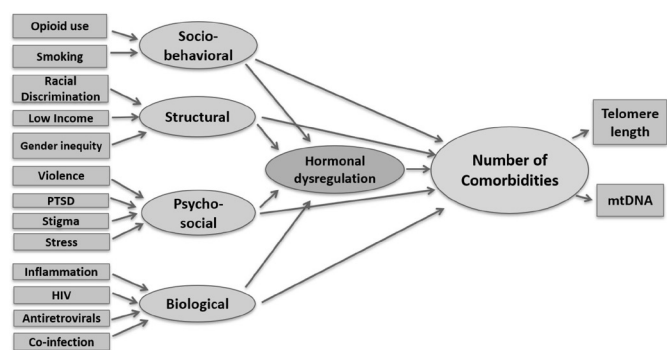 Opioid use
Smoking
Racial
Discrimination
Low Income
Gender inequity
Violence
PTSD
Stigma
Stress
Inflammation
HIV
Antiretrovirals
Co-infection
Socio-
behavioral
Structural
Psycho-
social
Biological
Hormonal
dysregulation
Number of
Comorbidities
Telomere
length
mtDNA